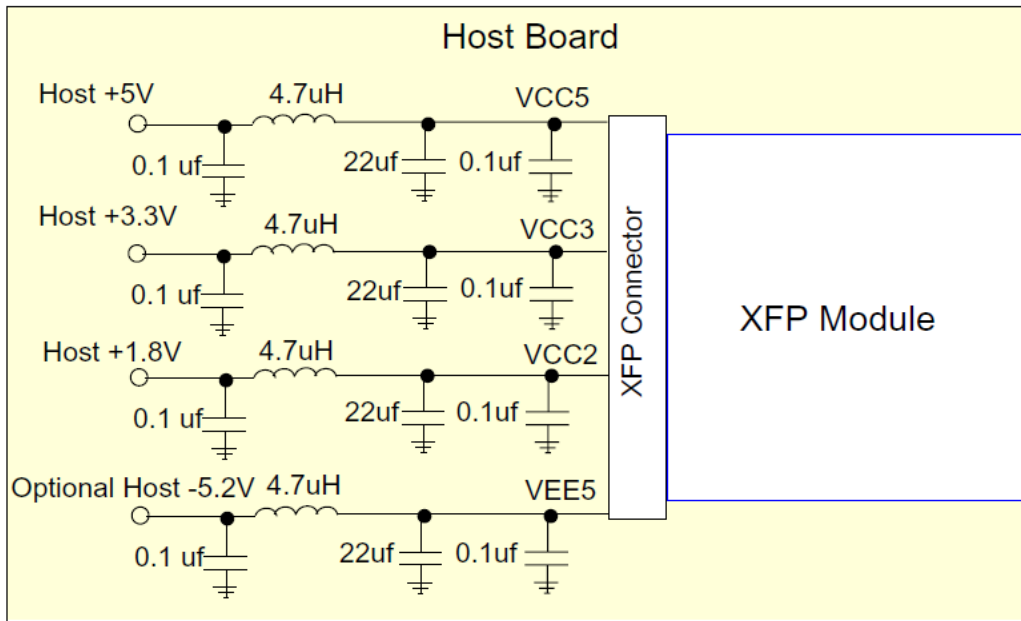 Host Board
Host +5V
4.7uH
VCC5
0.1 uf
22uf
0.1uf
Host +3.3V
4.7uH
VCC3
0.1 uf
22uf
0.1uf
Host +1.8V
4.7uH
VCC2
0.1 uf
22uf
0.1uf
Optional Host -5.2V
4.7uH
VEE5
0.1 uf
22uf
0.1uf
XFP Connector
XFP Module